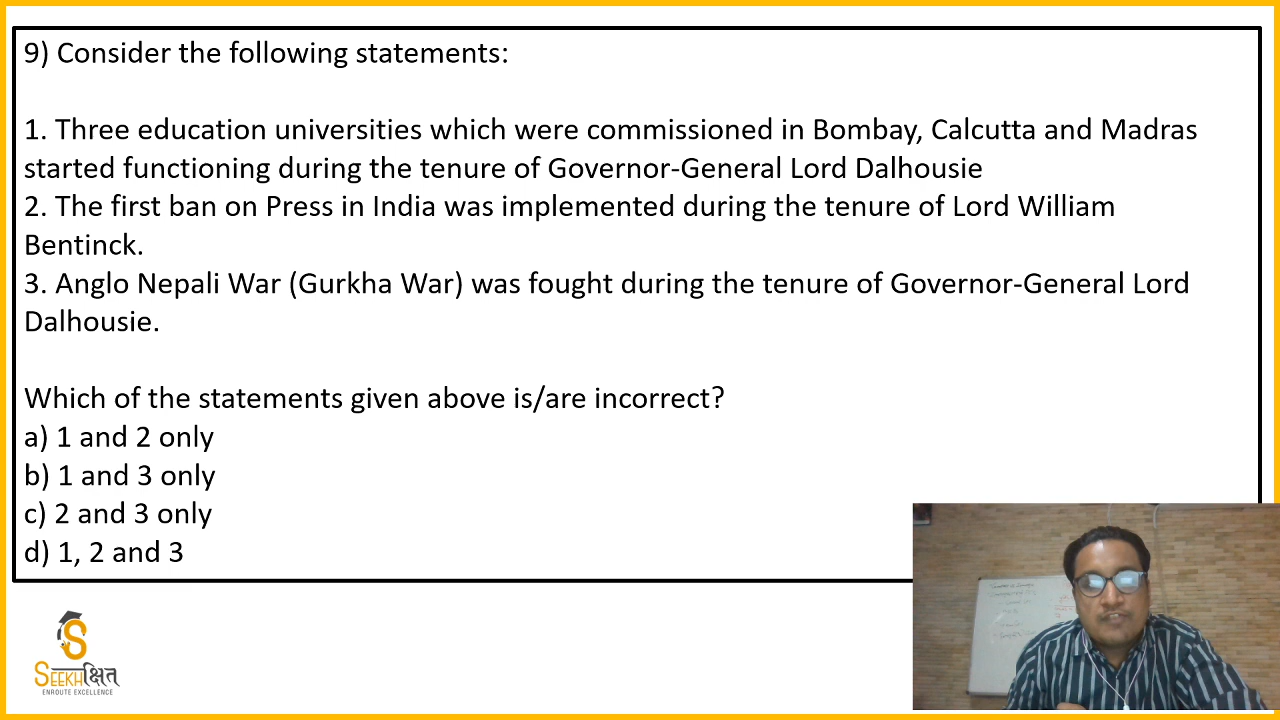 9) Consider the following statements:
1. Three education universities which were commissioned in Bombay, Calcutta and Madras
started functioning during the tenure of Governor-General Lord Dalhousie
2. The first ban on Press in India was implemented during the tenure of Lord William
Bentinck.
3. Anglo Nepali War (Gurkha War) was fought during the tenure of Governor-General Lord
Dalhousie.
Which of the statements given above is/are incorrect?
a) 1 and 2 only
b) 1 and 3 only
c) 2 and 3 only
d) 1, 2 and 3
S
SEEKHक्षित
ENROUTE EXCELLENCE